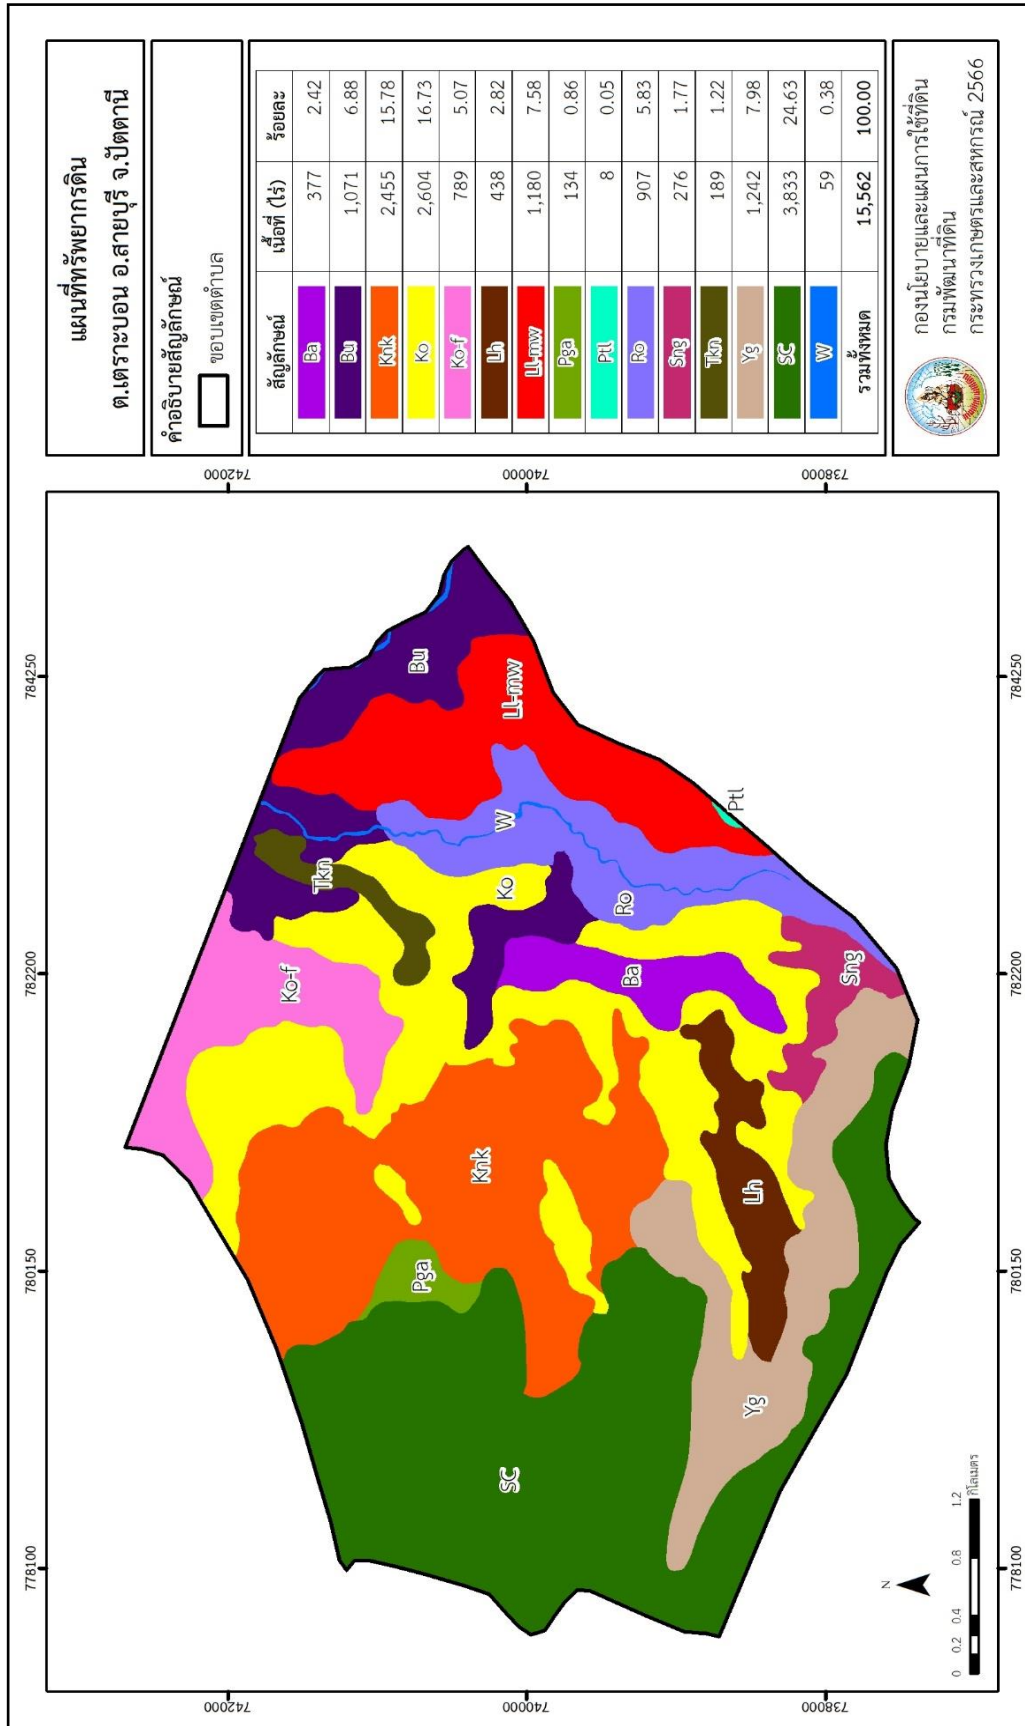 แผนที่ทรัพยากรดิน
ต.เตราะบอน อ.สายบุรี จ.ปัตตานี
คำอธิบายสัญลักษณ์
ขอบเขตตำบล
สัญลักษณ์ เนื้อที่ (ไร่) ร้อยละ
Ba 377 2.42
Bu 1,071 6.88
Knk 2,455 15.78
Ko 2,604 16.73
Ko-f 789 5.07
Lh 438 2.82
Ll-mw 1,180 7.58
Pga 134 0.86
Ptl 8 0.05
Ro 907 5.83
Sng 276 1.77
Tkn 189 1.22
Yg 1,242 7.98
SC 3,833 24.63
W 59 0.38
รวมทั้งหมด 15,562 100.00
กองนโยบายและแผนการใช้ที่ดิน
กรมพัฒนาที่ดิน
กระทรวงเกษตรและสหกรณ์ 2566
778100 780150 782200 784250
742000 742000
740000 740000
738000 738000
Ko-f
Tkn
Bu
Pga
Knk
Ko
W
Ll-mw
SC
Ba
Ro
Ptl
Yg
Lh
Sng
N
0 0.2 0.4 0.8 1.2
กิโลเมตร
778100 780150 782200 784250